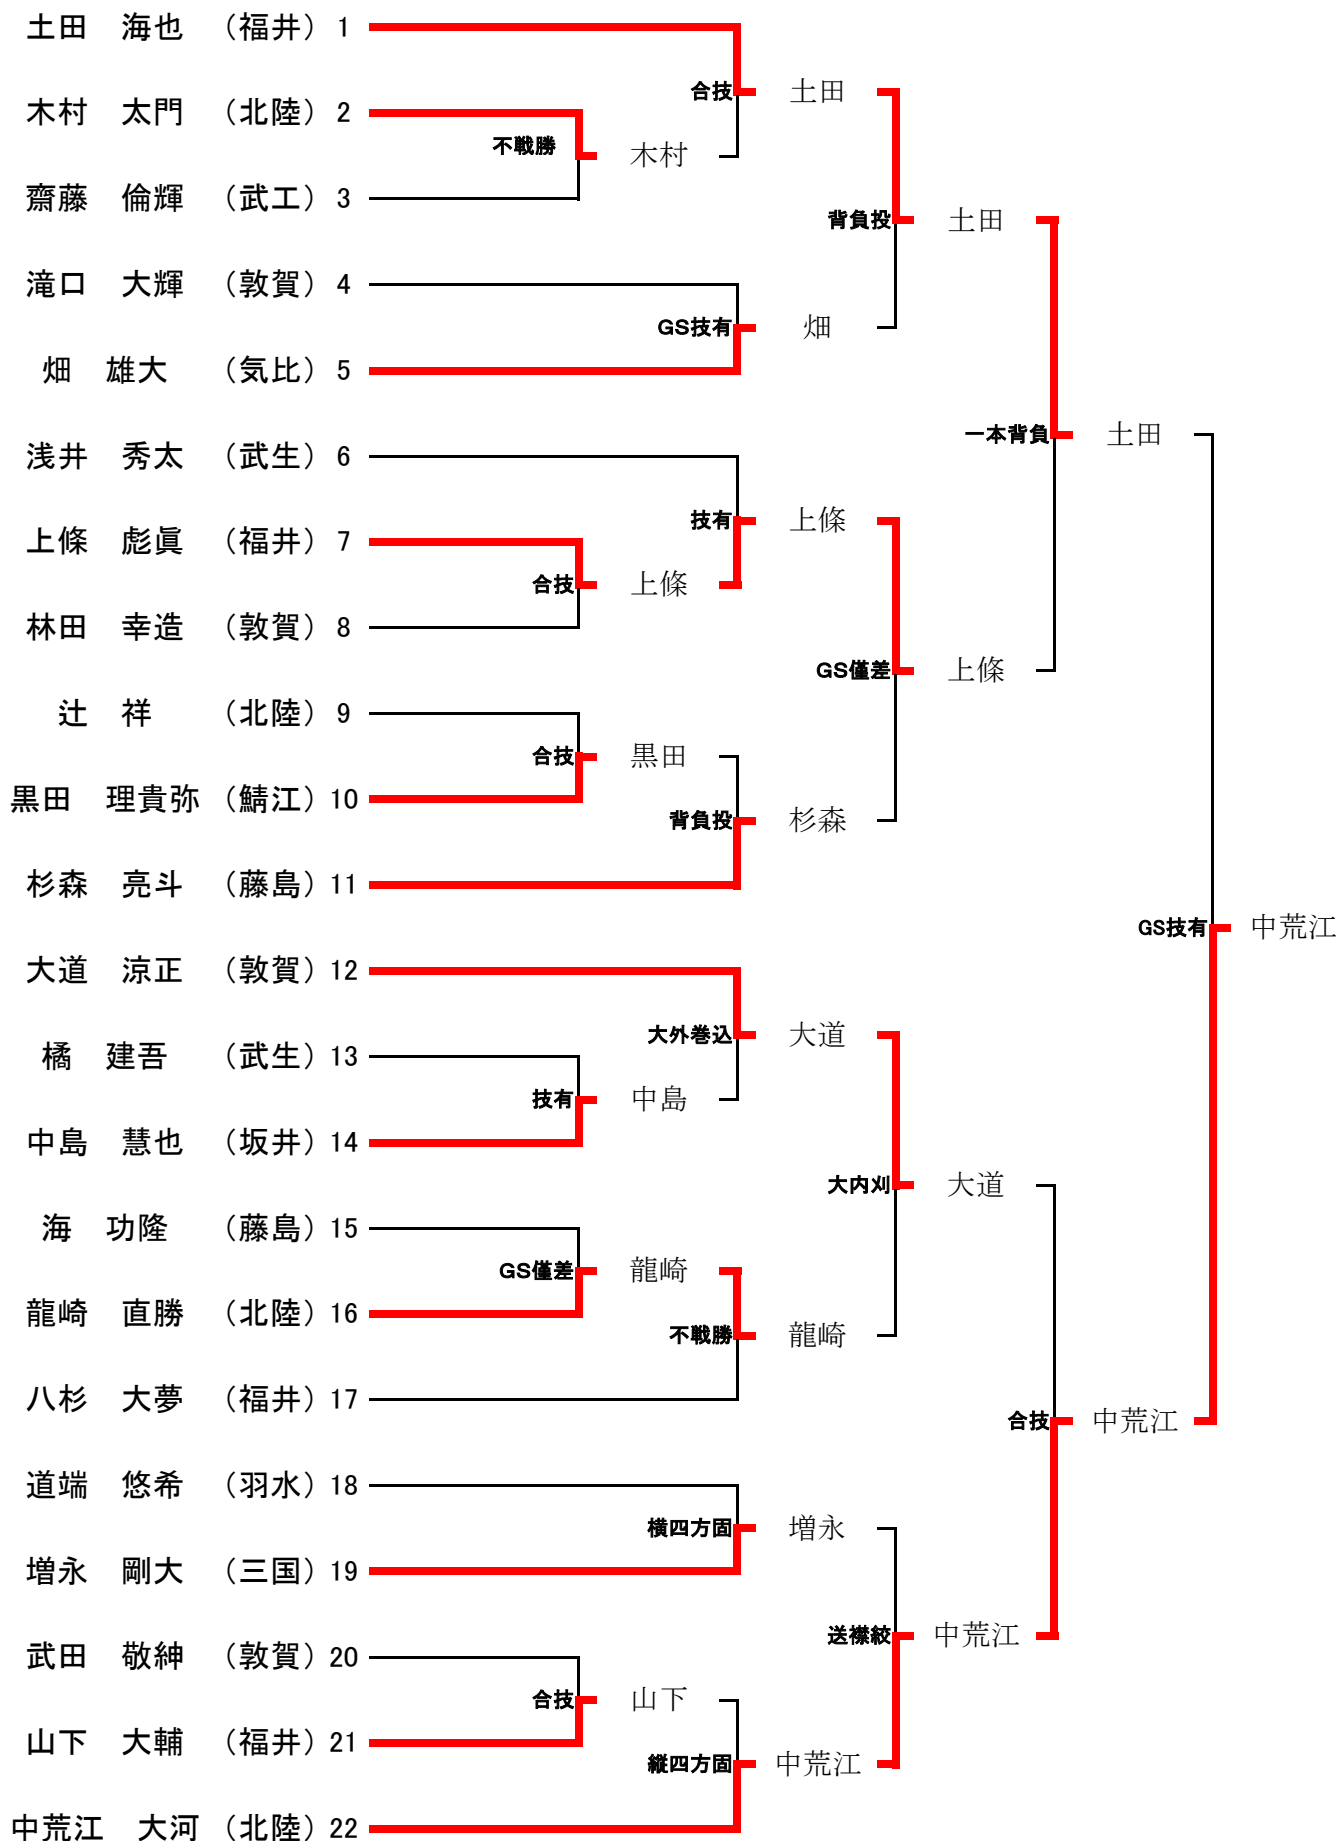 土田　海也　（福井） 1
合技　土田
木村　太門　（北陸） 2
不戦勝　木村
齋藤　倫輝　（武工） 3
背負投　土田
滝口　大輝　（敦賀） 4
GS技有　畑
畑　雄大　（気比） 5
一本背負　土田
浅井　秀太　（武生） 6
技有　上條
上條　彪眞　（福井） 7
合技　上條
林田　幸造　（敦賀） 8
GS僅差　上條
辻　祥　（北陸） 9
合技　黒田
黒田　理貴弥　（鯖江） 10
背負投　杉森
杉森　亮斗　（藤島） 11
GS技有　中荒江
大道　涼正　（敦賀） 12
大外巻込　大道
橘　建吾　（武生） 13
技有　中島
中島　慧也　（坂井） 14
大内刈　大道
海　功隆　（藤島） 15
GS僅差　龍崎
龍崎　直勝　（北陸） 16
不戦勝　龍崎
八杉　大夢　（福井） 17
合技　中荒江
道端　悠希　（羽水） 18
横四方固　増永
増永　剛大　（三国） 19
送襟絞　中荒江
武田　敬紳　（敦賀） 20
合技　山下
山下　大輔　（福井） 21
縦四方固　中荒江
中荒江　大河　（北陸） 22